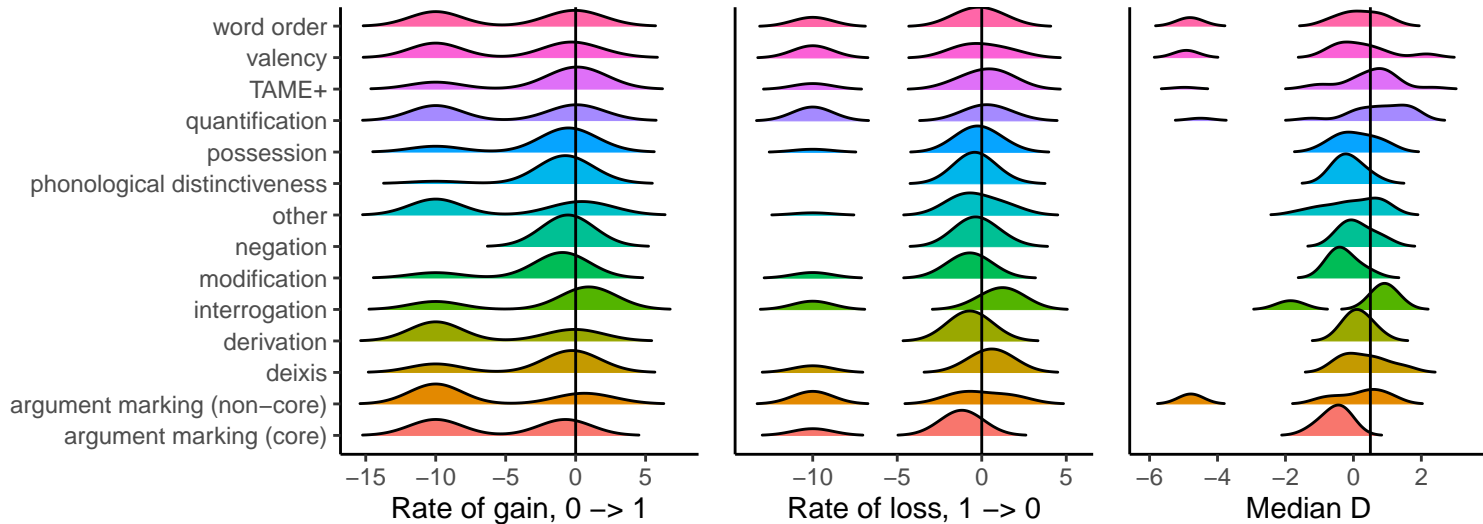 word order
valency
TAME+
quantification
possession
phonological distinctiveness
other
negation
modification
interrogation
derivation
deixis
argument marking (non−core)
argument marking (core)
−15 −10 −5 0 5
−10 −5 0 5
−6 −4 −2 0 2
Rate of gain, 0 −> 1
Rate of loss, 1 −> 0
Median D